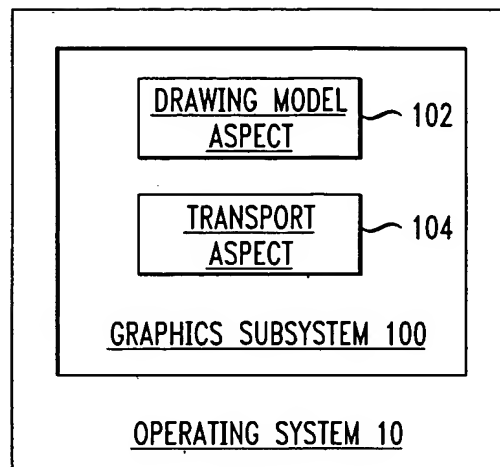 DRAWING MODEL
ASPECT
102
TRANSPORT
ASPECT
104
GRAPHICS SUBSYSTEM 100
OPERATING SYSTEM 10